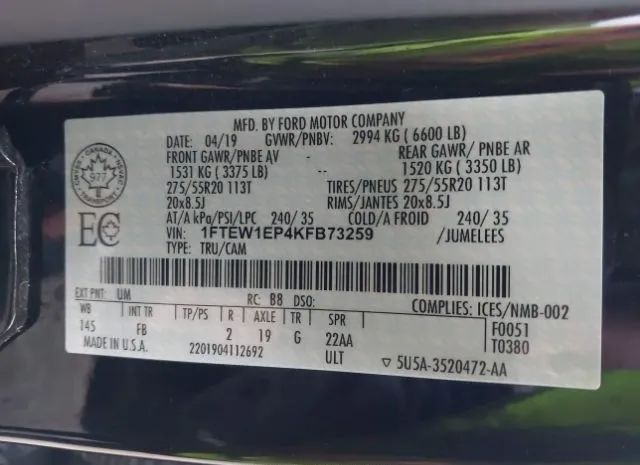 MFD. BY FORD MOTOR COMPANY
DATE: 04/19 GVWR/PNBV: 2994 KG ( 6600 LB)
FRONT GAWR/PNBE AV - REAR GAWR/ PNBE AR
1531 KG ( 3375 LB) -- 1520 KG ( 3350 LB)
275/55R20 113T TIRES/PNEUS 275/55R20 113T
20x8.5J RIMS/JANTES 20x8.5J
AT/A kPa/PSI/LPC 240/ 35 COLD/A FROID 240/ 35
VIN: 1FTEW1EP4KFB73259 /JUMELEES
TYPE: TRU/CAM
CANADA
977
TRANSPORT
EC
EXT PNT: UM RC: B8 DSO: COMPLIES: ICES/NMB-002
WB INT TR TP/PS R AXLE TR SPR F0051
145 FB 2 19 G 22AA T0380
MADE IN U.S.A. 2201904112692 ULT ▽ 5U5A-3520472-AA